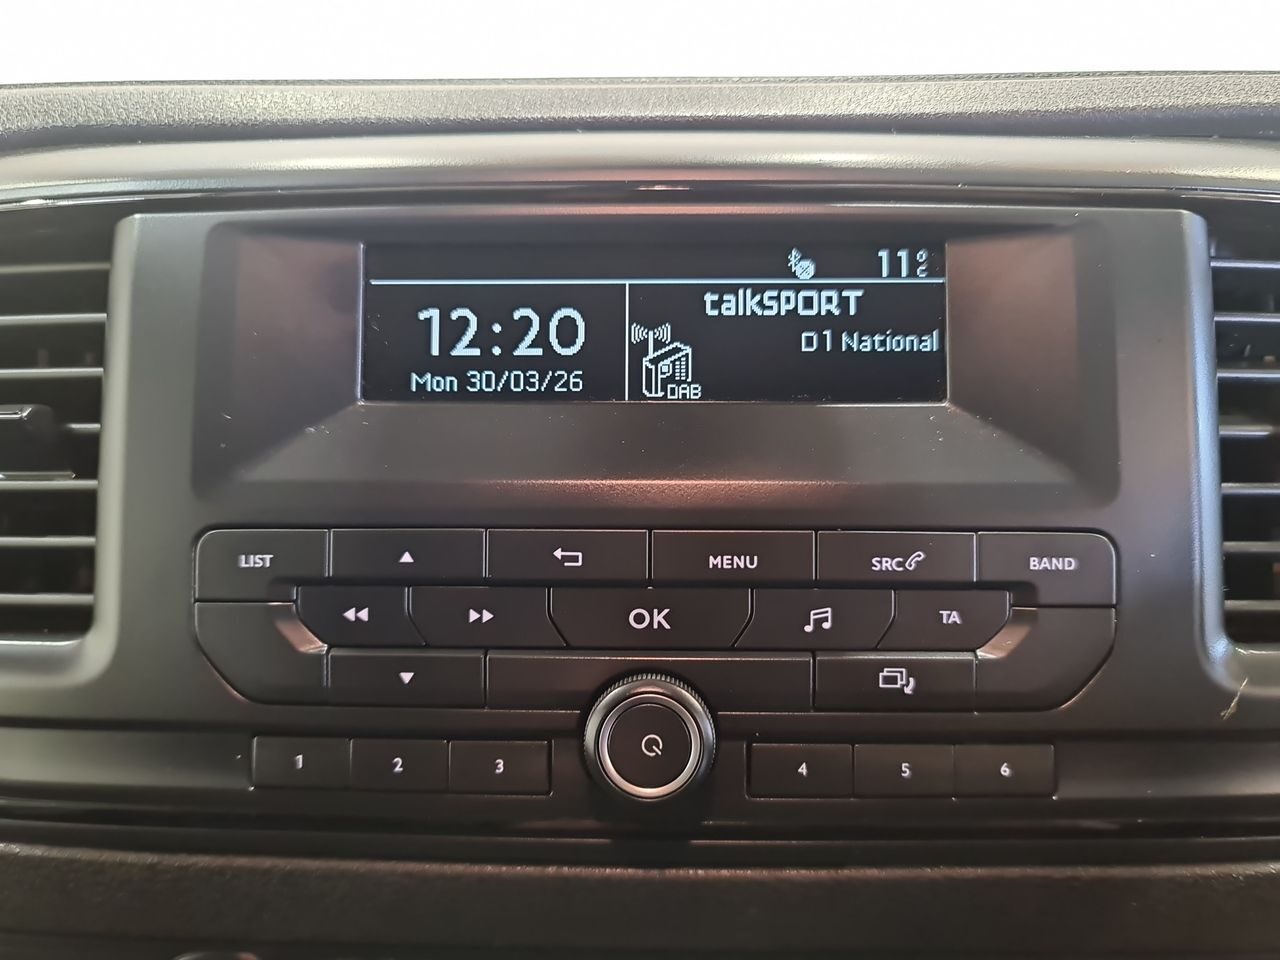 11°C
12:20
Mon 30/03/26
talkSPORT
D1 National
DAB
LIST
MENU
SRC
BAND
OK
TA
1
2
3
4
5
6